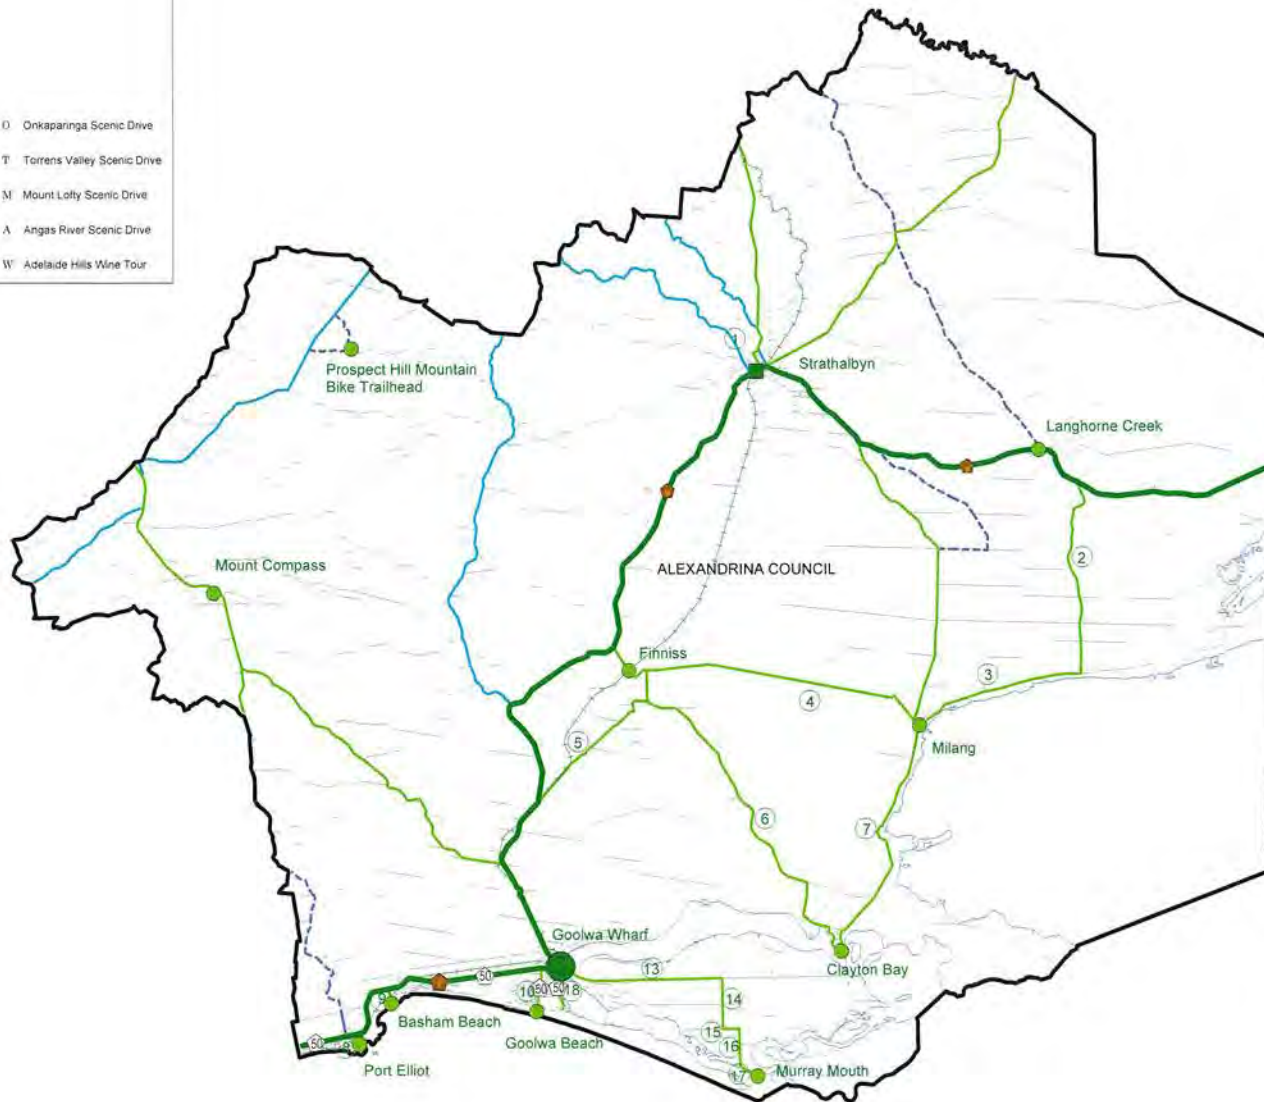 O Onkaparinga Scenic Drive
T Torrens Valley Scenic Drive
M Mount Lofty Scenic Drive
A Angas River Scenic Drive
W Adelaide Hills Wine Tour
1
Strathalbyn
Prospect Hill Mountain
Bike Trailhead
Langhorne Creek
2
Mount Compass
ALEXANDRINA COUNCIL
Finniss
3
4
Milang
5
6
7
Goolwa Wharf
Clayton Bay
13
50
14
10
50
50
18
9
Basham Beach
Goolwa Beach
15
16
50
8
Port Elliot
17
Murray Mouth